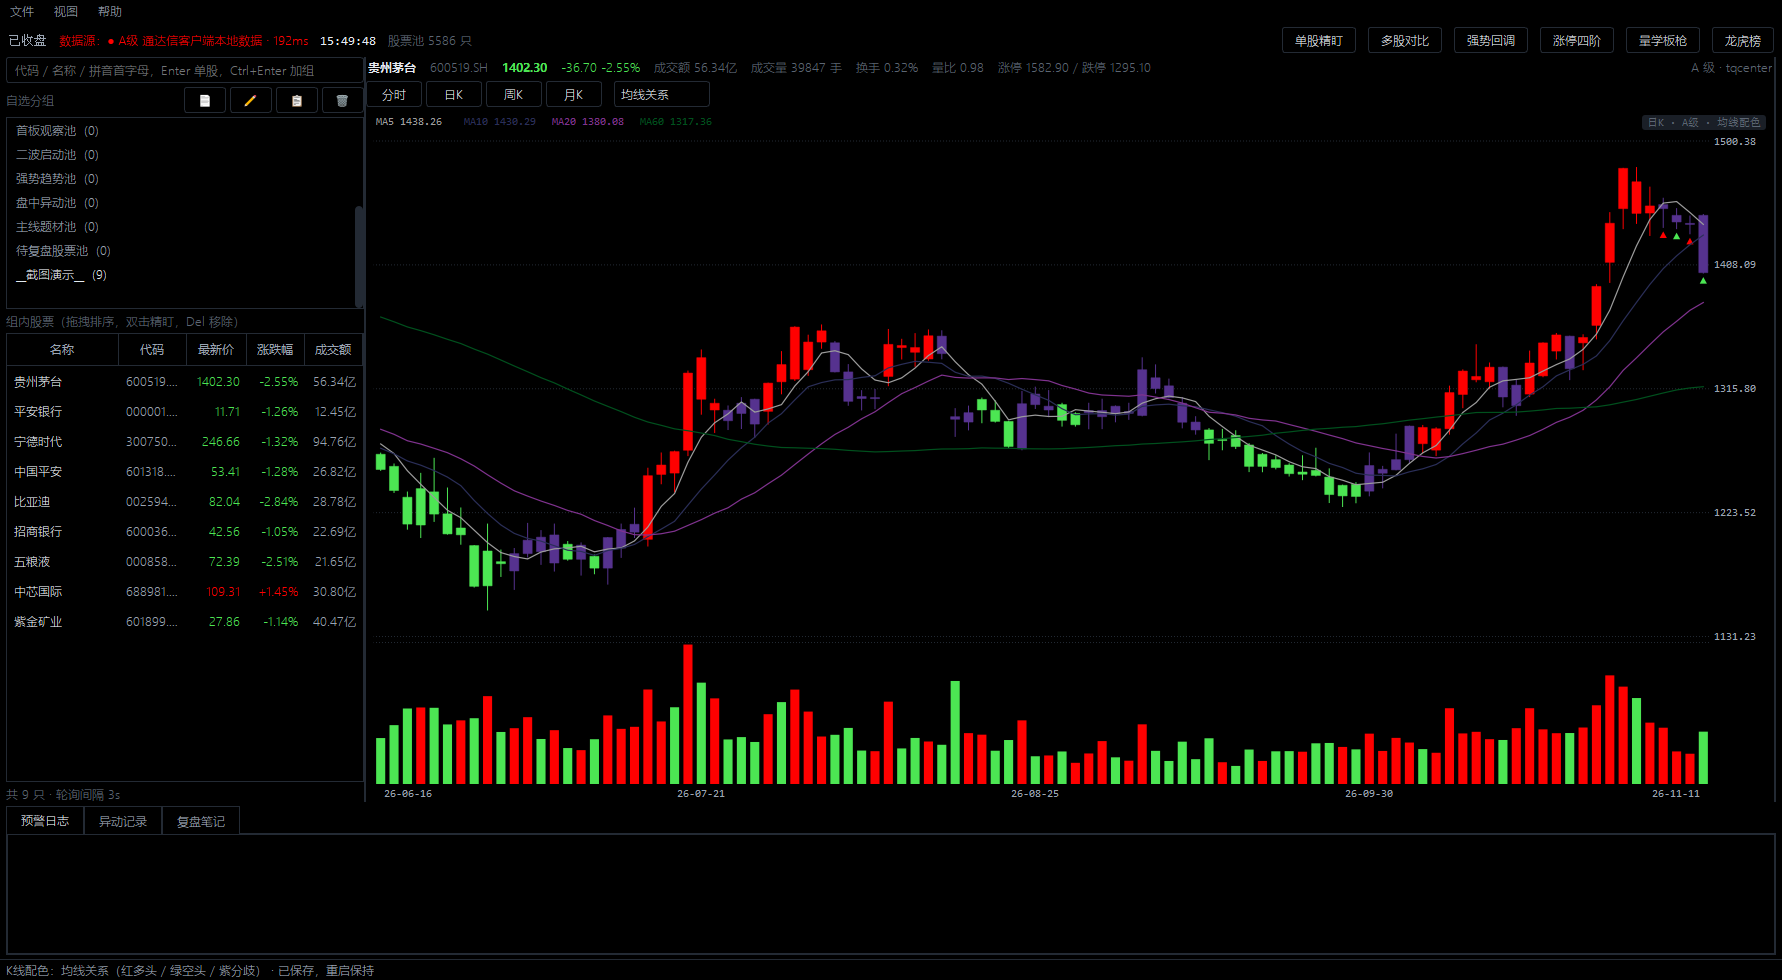 文件 视图 帮助
已收盘 数据源: ● A级 通达信客户端本地数据 · 192ms 15:49:48 股票池 5586 只
单股精盯 多股对比 强势回调 涨停四阶 量学板枪 龙虎榜
代码 / 名称 / 拼音首字母，Enter 单股，Ctrl+Enter 加组
贵州茅台 600519.SH 1402.30 -36.70 -2.55% 成交额 56.34亿 成交量 39847 手 换手 0.32% 量比 0.98 涨停 1582.90 / 跌停 1295.10
A 级 · tqcenter
自选分组
分时 日K 周K 月K 均线关系
MA5 1438.26 MA10 1430.29 MA20 1380.08 MA60 1317.36
日K · A级 · 均线配色
首板观察池 (0)
二波启动池 (0)
强势趋势池 (0)
盘中异动池 (0)
主线题材池 (0)
待复盘股票池 (0)
__截图演示__ (9)
组内股票（拖拽排序，双击精盯，Del 移除）
名称 代码 最新价 涨跌幅 成交额
贵州茅台 600519.... 1402.30 -2.55% 56.34亿
平安银行 000001.... 11.71 -1.26% 12.45亿
宁德时代 300750... 246.66 -1.32% 94.76亿
中国平安 601318.... 53.41 -1.28% 26.82亿
比亚迪 002594... 82.04 -2.84% 28.78亿
招商银行 600036... 42.56 -1.05% 22.69亿
五粮液 000858... 72.39 -2.51% 21.65亿
中芯国际 688981.... 109.31 +1.45% 30.80亿
紫金矿业 601899.... 27.86 -1.14% 40.47亿
1500.38
1408.09
1315.80
1223.52
1131.23
26-06-16 26-07-21 26-08-25 26-09-30 26-11-11
共 9 只 · 轮询间隔 3s
预警日志 异动记录 复盘笔记
K线配色：均线关系（红多头 / 绿空头 / 紫分歧） · 已保存，重启保持